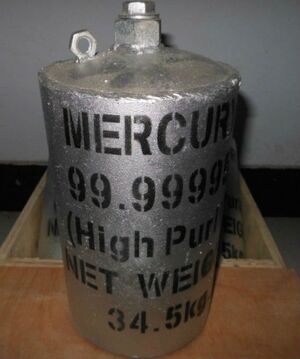 MERCUR
99.9999
(High Pur
NET WEIG
34.5kg